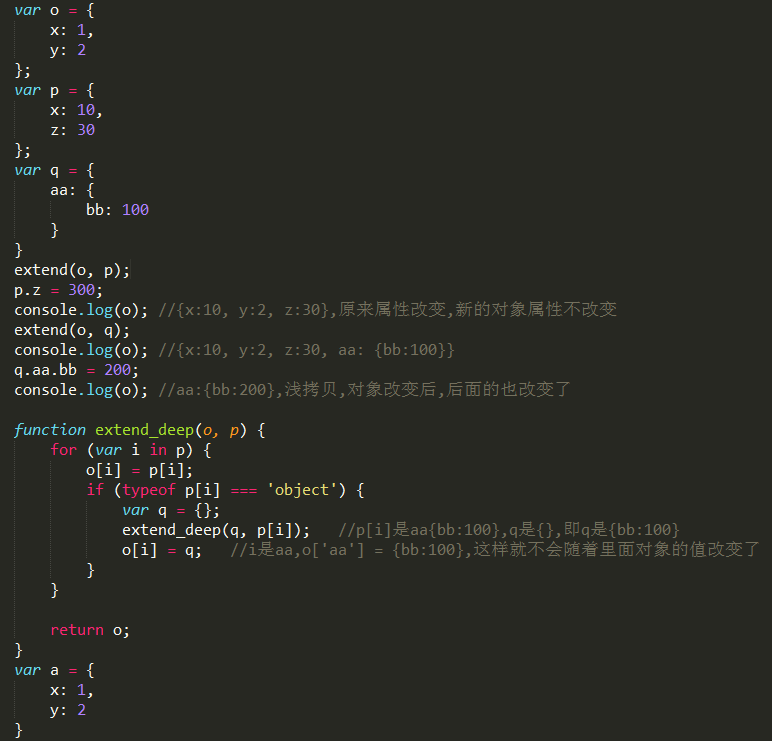 var o = {
    x: 1,
    y: 2
};
var p = {
    x: 10,
    z: 30
};
var q = {
    aa: {
        bb: 100
    }
}
extend(o, p);
p.z = 300;
console.log(o); //{x:10, y:2, z:30},原来属性改变,新的对象属性不改变
extend(o, q);
console.log(o); //{x:10, y:2, z:30, aa: {bb:100}}
q.aa.bb = 200;
console.log(o); //aa:{bb:200},浅拷贝,对象改变后,后面的也改变了

function extend_deep(o, p) {
    for (var i in p) {
        o[i] = p[i];
        if (typeof p[i] === 'object') {
            var q = {};
            extend_deep(q, p[i]);   //p[i]是aa{bb:100},q是{},即q是{bb:100}
            o[i] = q;   //i是aa,o['aa'] = {bb:100},这样就不会随着里面对象的值改变了
        }
    }

    return o;
}
var a = {
    x: 1,
    y: 2
}